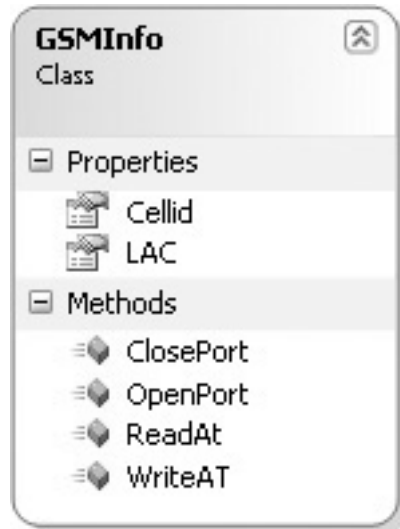 GSMInfo
Class
Properties
Cellid
LAC
Methods
ClosePort
OpenPort
ReadAt
WriteAT